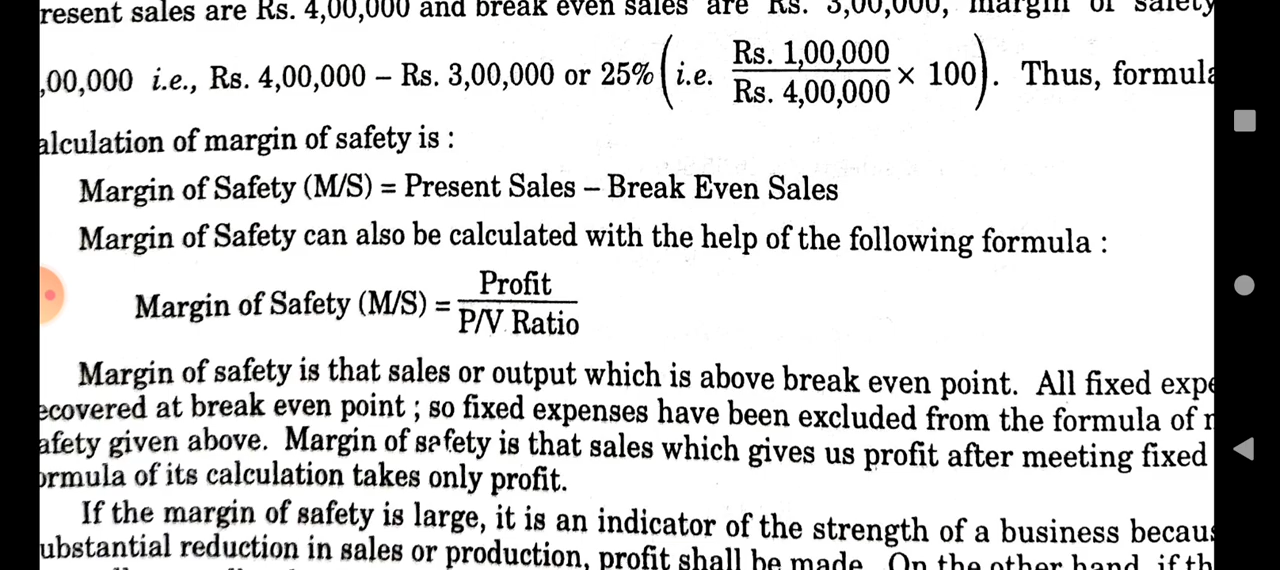 resent sales are Rs. 4,00,000 and break even sales are Rs. 3,00,000, margin of safety
,00,000 i.e., Rs. 4,00,000 – Rs. 3,00,000 or 25% (i.e. Rs. 1,00,000 / Rs. 4,00,000 × 100). Thus, formula
alculation of margin of safety is :
Margin of Safety (M/S) = Present Sales – Break Even Sales
Margin of Safety can also be calculated with the help of the following formula :
Margin of Safety (M/S) = Profit / P/V Ratio
Margin of safety is that sales or output which is above break even point. All fixed expe
ecovered at break even point ; so fixed expenses have been excluded from the formula of
afety given above. Margin of safety is that sales which gives us profit after meeting fixed
ormula of its calculation takes only profit.
If the margin of safety is large, it is an indicator of the strength of a business becaus
ubstantial reduction in sales or production, profit shall be made. On the other hand, if th